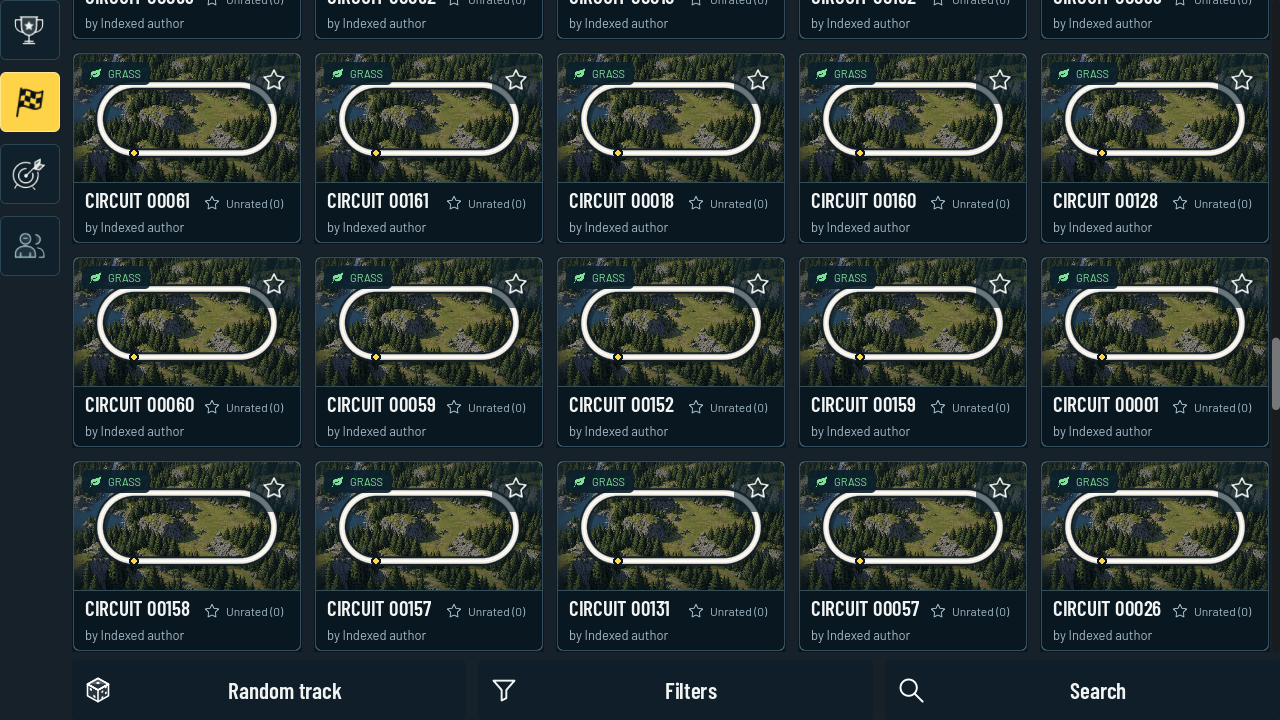 by Indexed author
by Indexed author
by Indexed author
by Indexed author
by Indexed author
GRASS
GRASS
GRASS
GRASS
GRASS
CIRCUIT 00061 Unrated (0)
CIRCUIT 00161 Unrated (0)
CIRCUIT 00018 Unrated (0)
CIRCUIT 00160 Unrated (0)
CIRCUIT 00128 Unrated (0)
by Indexed author
by Indexed author
by Indexed author
by Indexed author
by Indexed author
GRASS
GRASS
GRASS
GRASS
GRASS
CIRCUIT 00060 Unrated (0)
CIRCUIT 00059 Unrated (0)
CIRCUIT 00152 Unrated (0)
CIRCUIT 00159 Unrated (0)
CIRCUIT 00001 Unrated (0)
by Indexed author
by Indexed author
by Indexed author
by Indexed author
by Indexed author
GRASS
GRASS
GRASS
GRASS
GRASS
CIRCUIT 00158 Unrated (0)
CIRCUIT 00157 Unrated (0)
CIRCUIT 00131 Unrated (0)
CIRCUIT 00057 Unrated (0)
CIRCUIT 00026 Unrated (0)
by Indexed author
by Indexed author
by Indexed author
by Indexed author
by Indexed author
Random track
Filters
Search